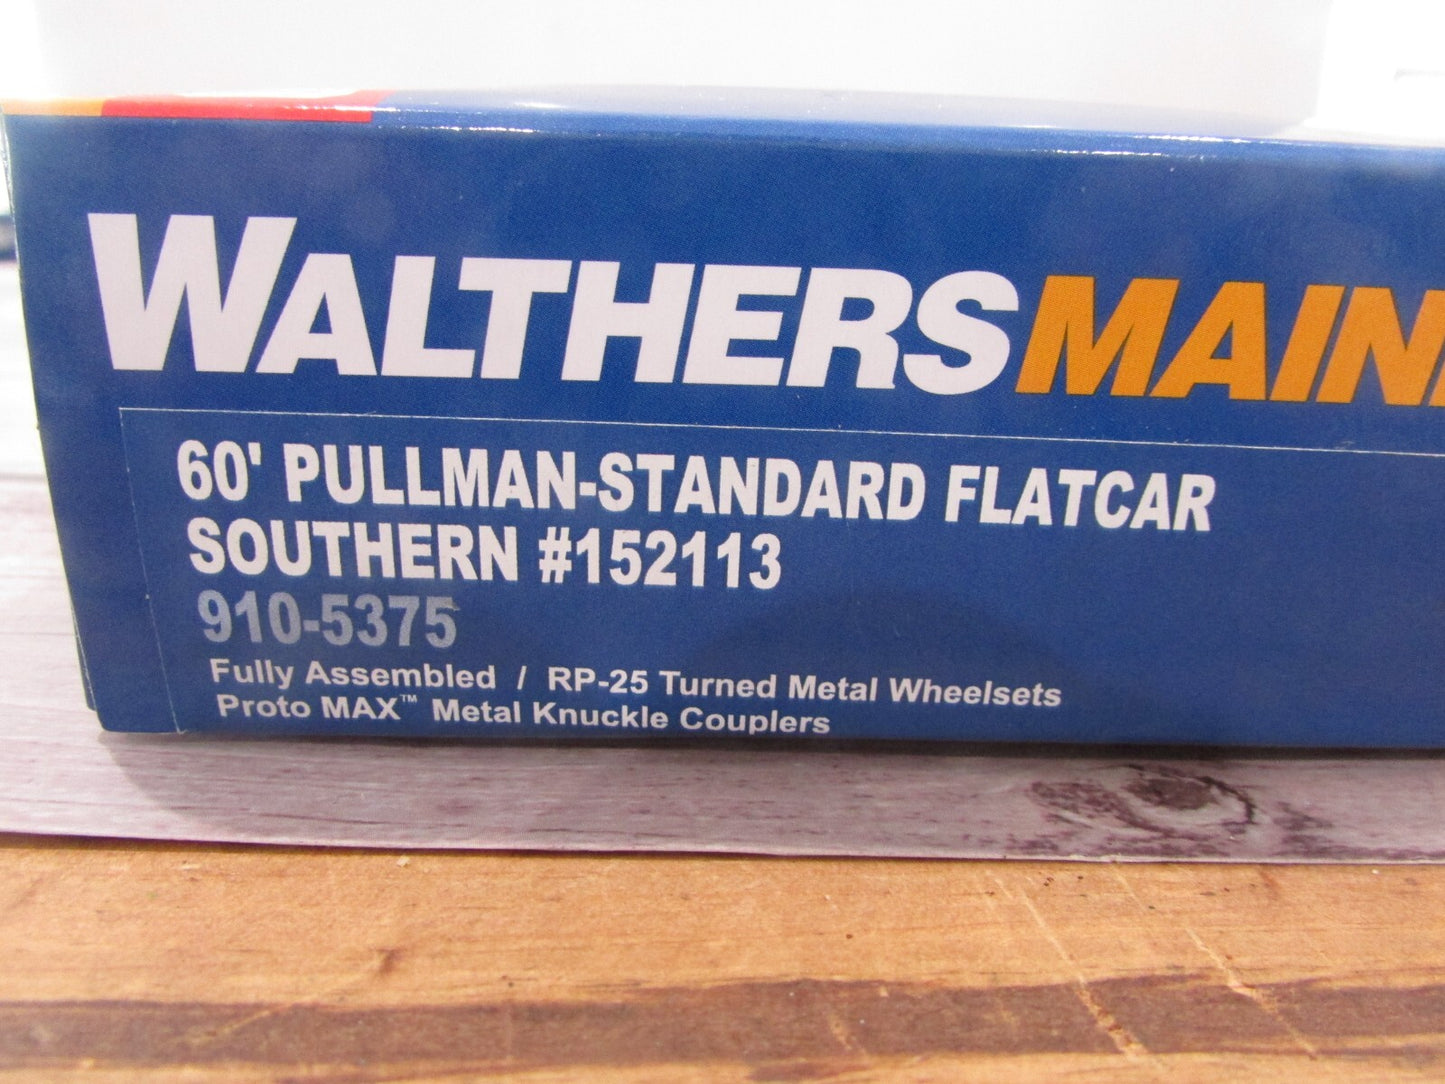 WALTHERSMAIN
60' PULLMAN-STANDARD FLATCAR
SOUTHERN #152113
910-5375
Fully Assembled / RP-25 Turned Metal Wheelsets
Proto MAX™ Metal Knuckle Couplers